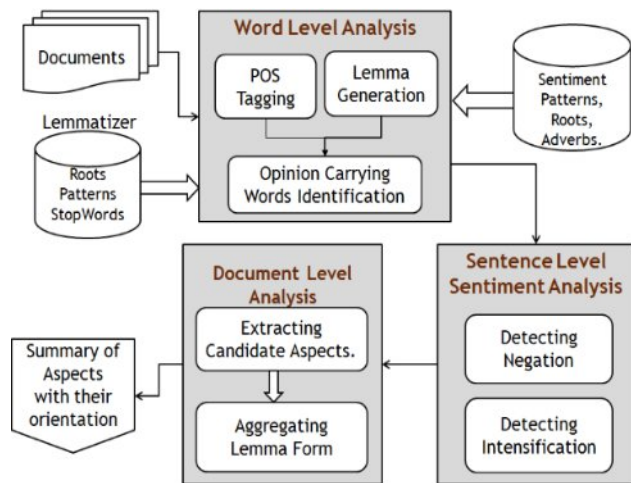 Documents
Word Level Analysis
POS
Tagging
Lemma
Generation
Opinion Carrying
Words Identification
Sentiment
Patterns,
Roots,
Adverbs.
Lemmatizer
Roots
Patterns
StopWords
Sentence Level
Sentiment Analysis
Detecting
Negation
Detecting
Intensification
Document Level
Analysis
Extracting
Candidate Aspects.
Aggregating
Lemma Form
Summary of
Aspects
with their
orientation